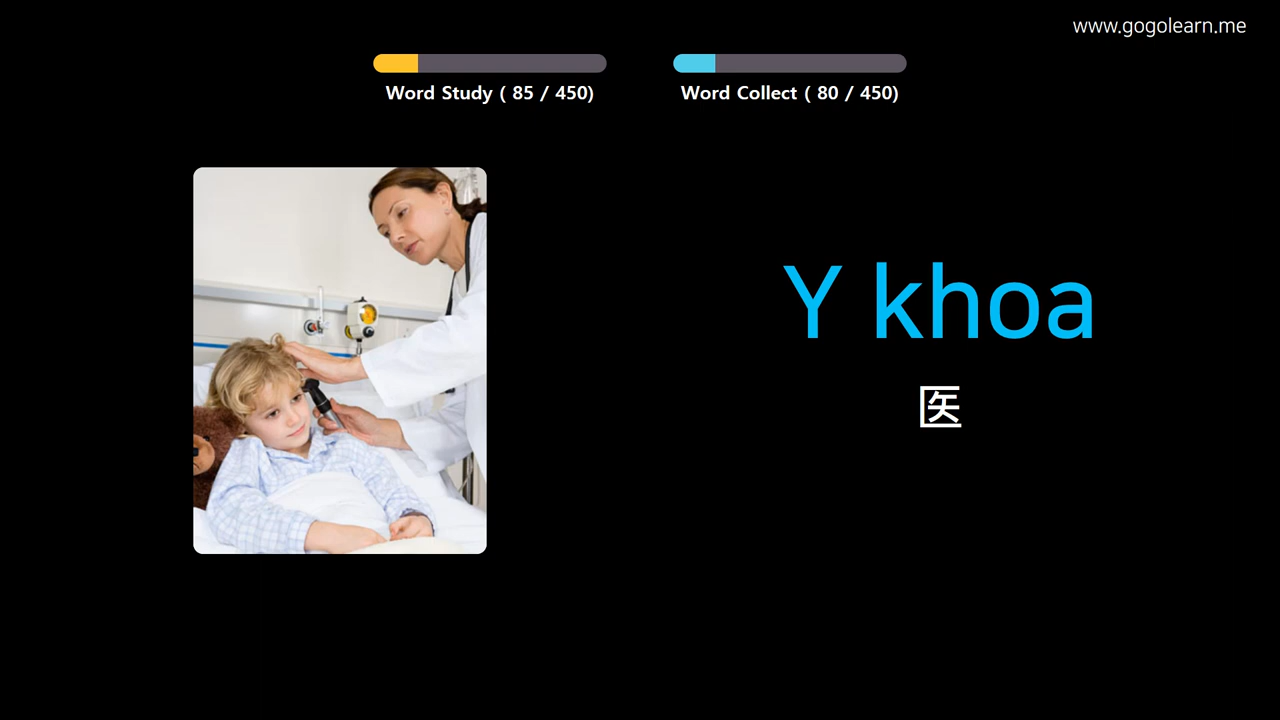 www.gogolearn.me
Word Study ( 85 / 450)
Word Collect ( 80 / 450)
Y khoa
医